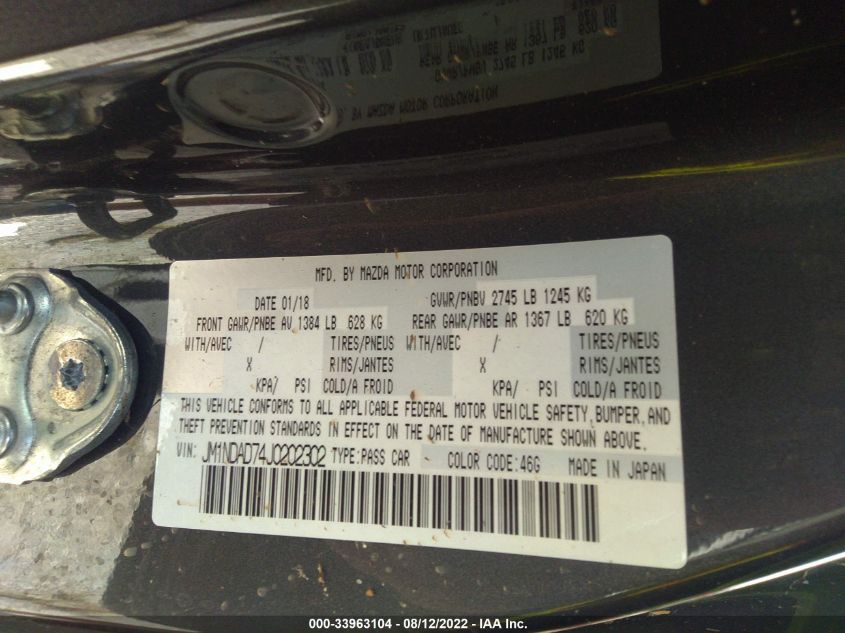 MFD. BY MAZDA MOTOR CORPORATION
DATE 01/18 GVWR/PNBV 2745 LB 1245 KG
FRONT GAWR/PNBE AV 1384 LB 628 KG REAR GAWR/PNBE AR 1367 LB 620 KG
WITH/AVEC / TIRES/PNEUS WITH/AVEC / TIRES/PNEUS
X RIMS/JANTES X RIMS/JANTES
KPA/ PSI COLD/A FROID KPA/ PSI COLD/A FROID
THIS VEHICLE CONFORMS TO ALL APPLICABLE FEDERAL MOTOR VEHICLE SAFETY, BUMPER, AND
THEFT PREVENTION STANDARDS IN EFFECT ON THE DATE OF MANUFACTURE SHOWN ABOVE.
VIN: JM1NDAD74J0202302 TYPE:PASS CAR COLOR CODE:46G MADE IN JAPAN
000-33963104 - 08/12/2022 - IAA Inc.